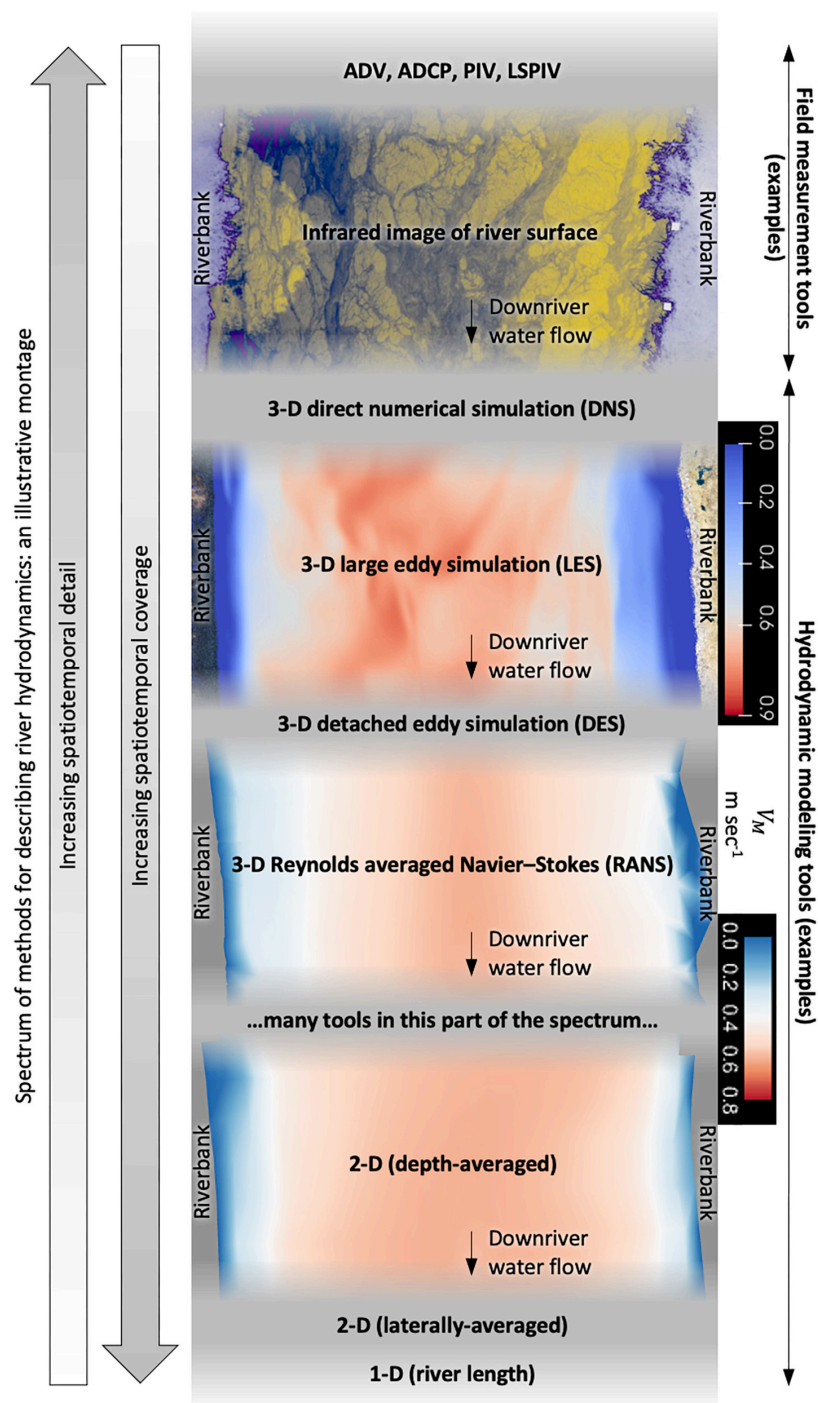 Spectrum of methods for describing river hydrodynamics: an illustrative montage
Increasing spatiotemporal detail
Increasing spatiotemporal coverage
ADV, ADCP, PIV, LSPIV
Riverbank
Infrared image of river surface
Riverbank
Downriver
water flow
Field measurement tools
(examples)
3-D direct numerical simulation (DNS)
Riverbank
3-D large eddy simulation (LES)
Riverbank
Downriver
water flow
0.0 0.2 0.4 0.6 0.9
3-D detached eddy simulation (DES)
Hydrodynamic modeling tools (examples)
V_M
m sec⁻¹
Riverbank
3-D Reynolds averaged Navier–Stokes (RANS)
Riverbank
Downriver
water flow
0.0 0.2 0.4 0.6 0.8
...many tools in this part of the spectrum...
Riverbank
2-D (depth-averaged)
Riverbank
Downriver
water flow
2-D (laterally-averaged)
1-D (river length)